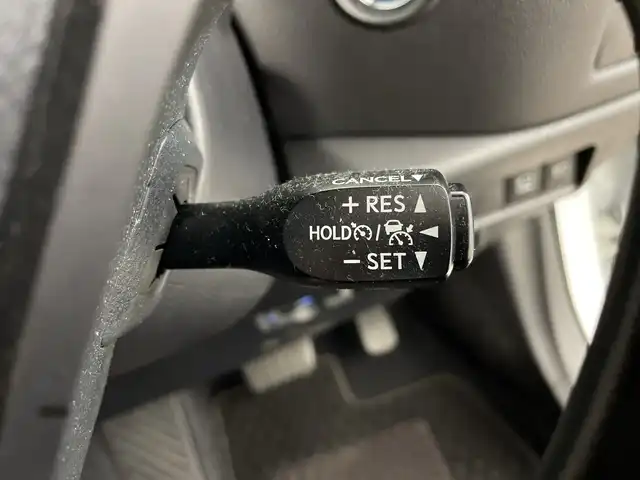 CANCEL▼
+ RES ▲
HOLD / ◀
− SET ▼